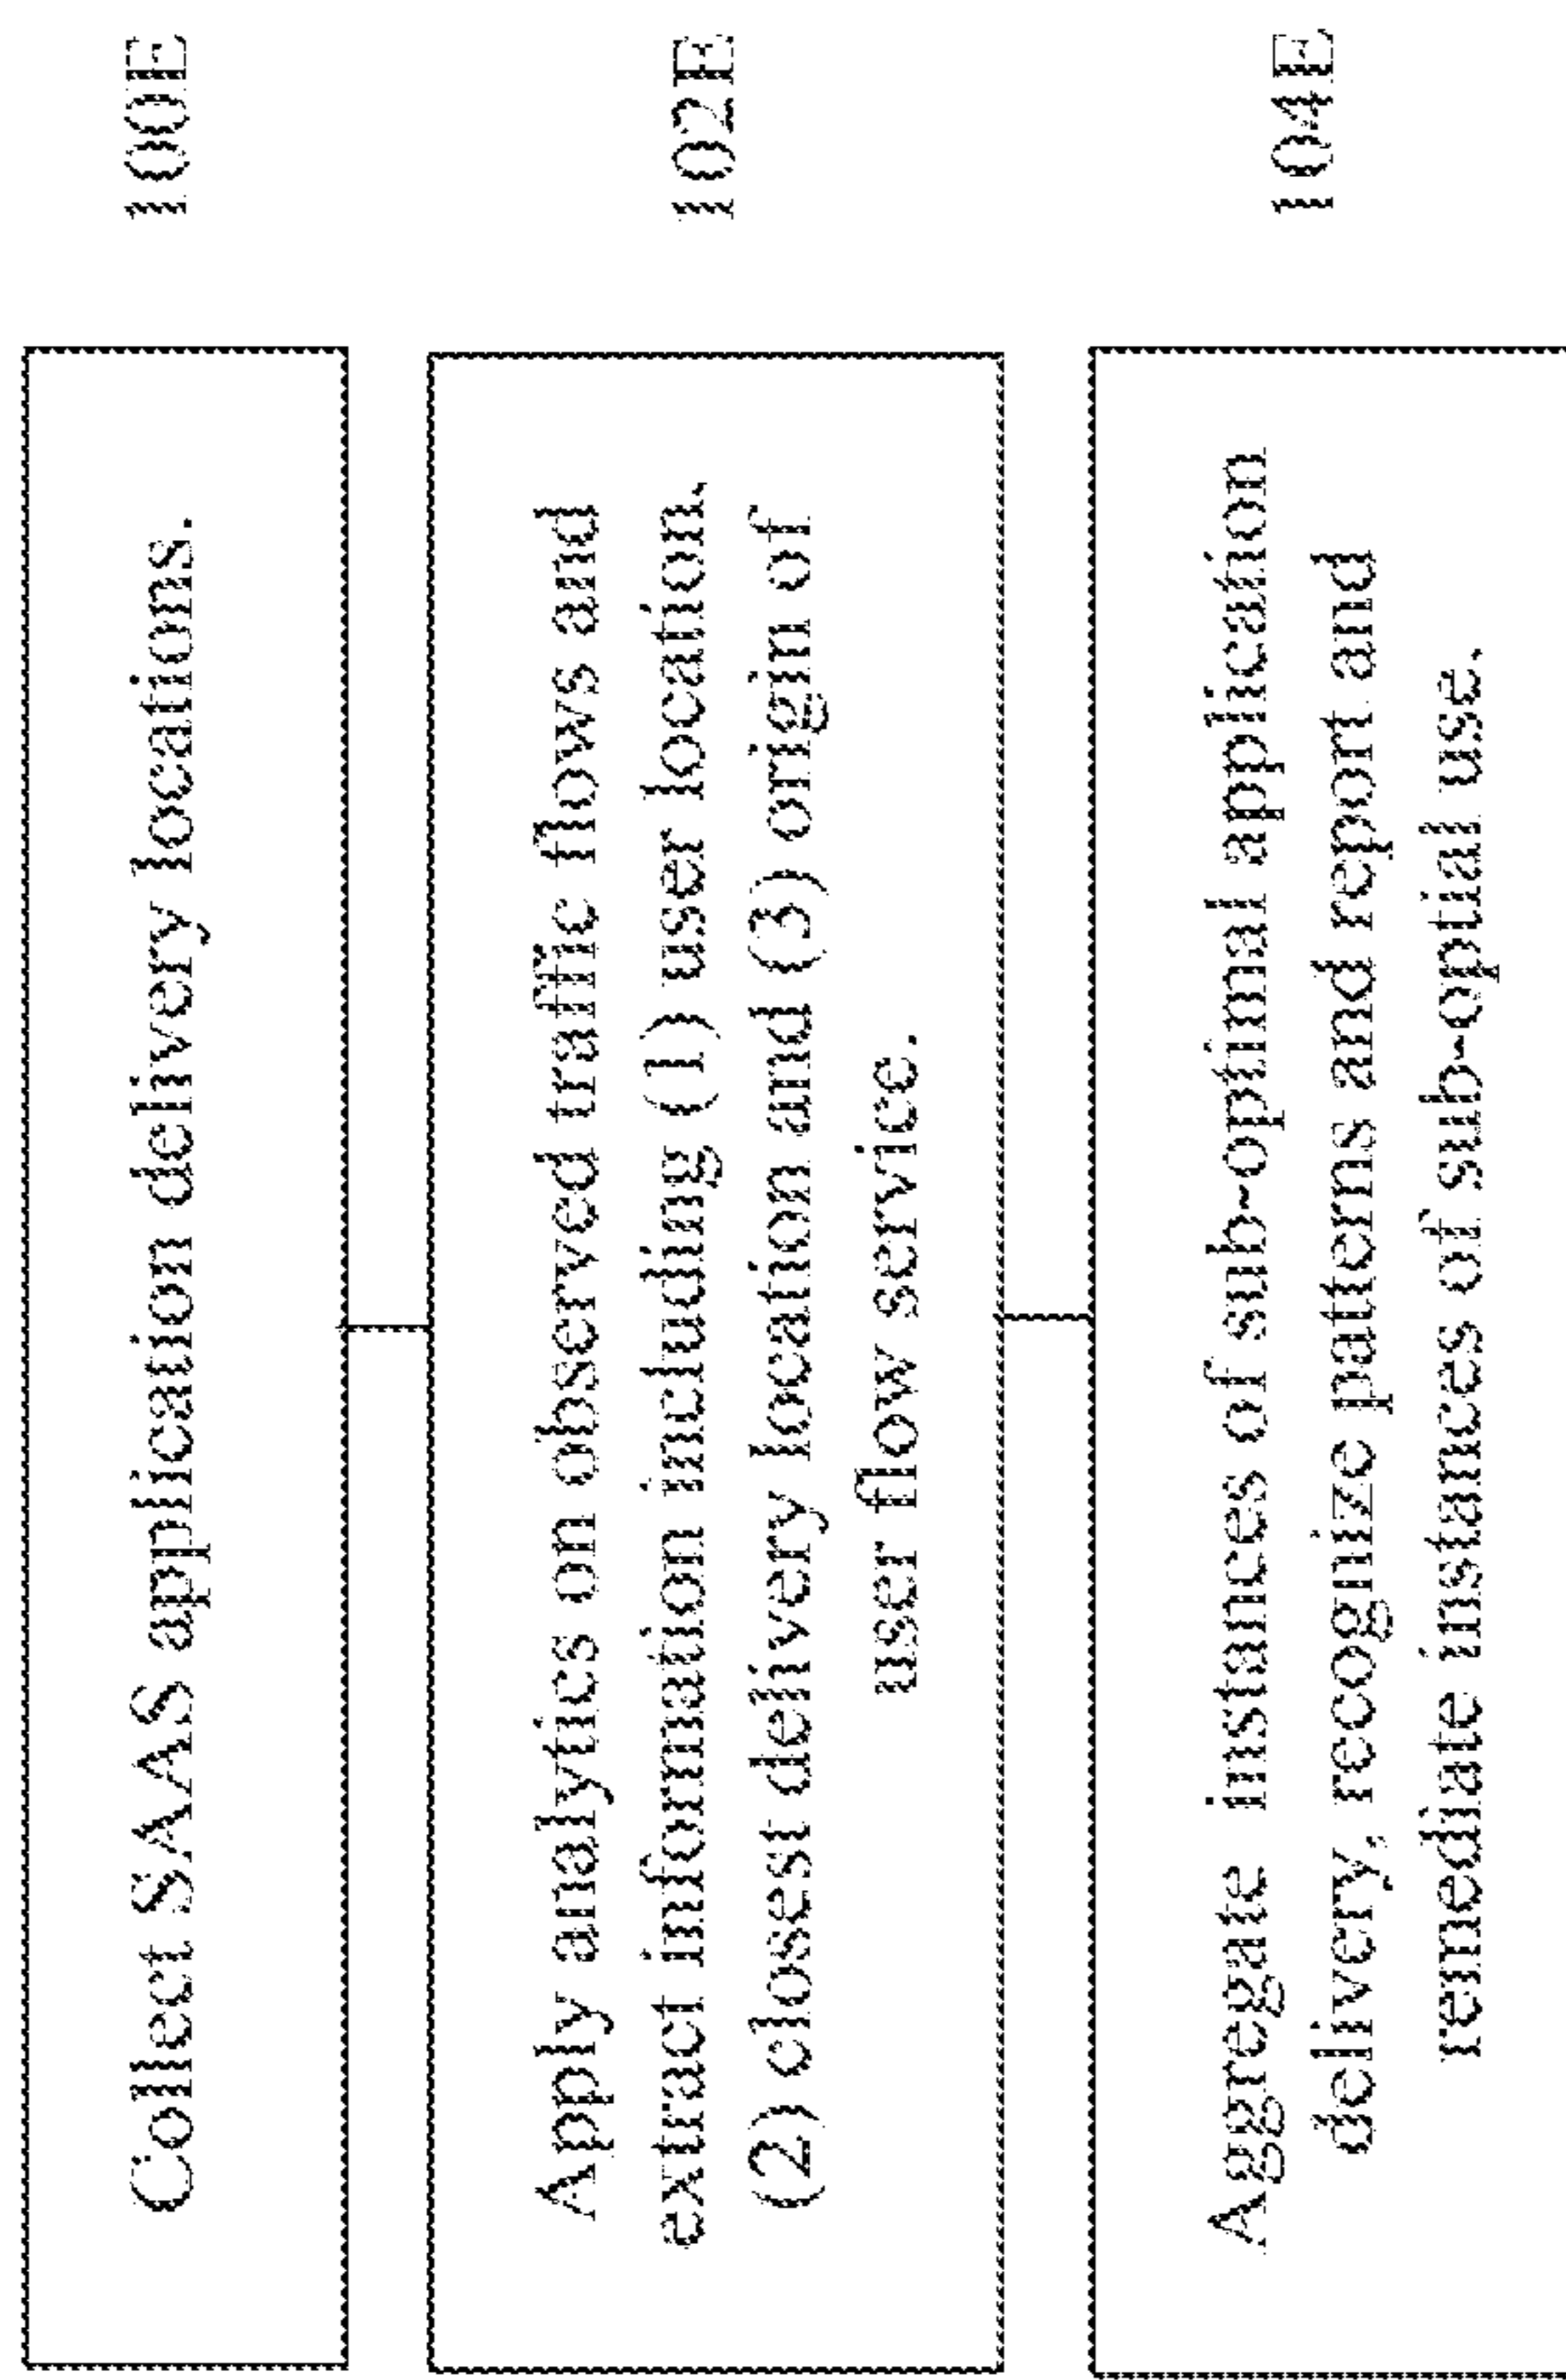 Collect SAAS application delivery locations.
100E
Apply analytics on observed traffic flows and
extract information including (1) user location,
(2) closest delivery location and (3) origin of
user flow service.
102E
Aggregate instances of sub-optimal application
delivery, recognize patterns and report and
remediate instances of sub-optial use.
104E